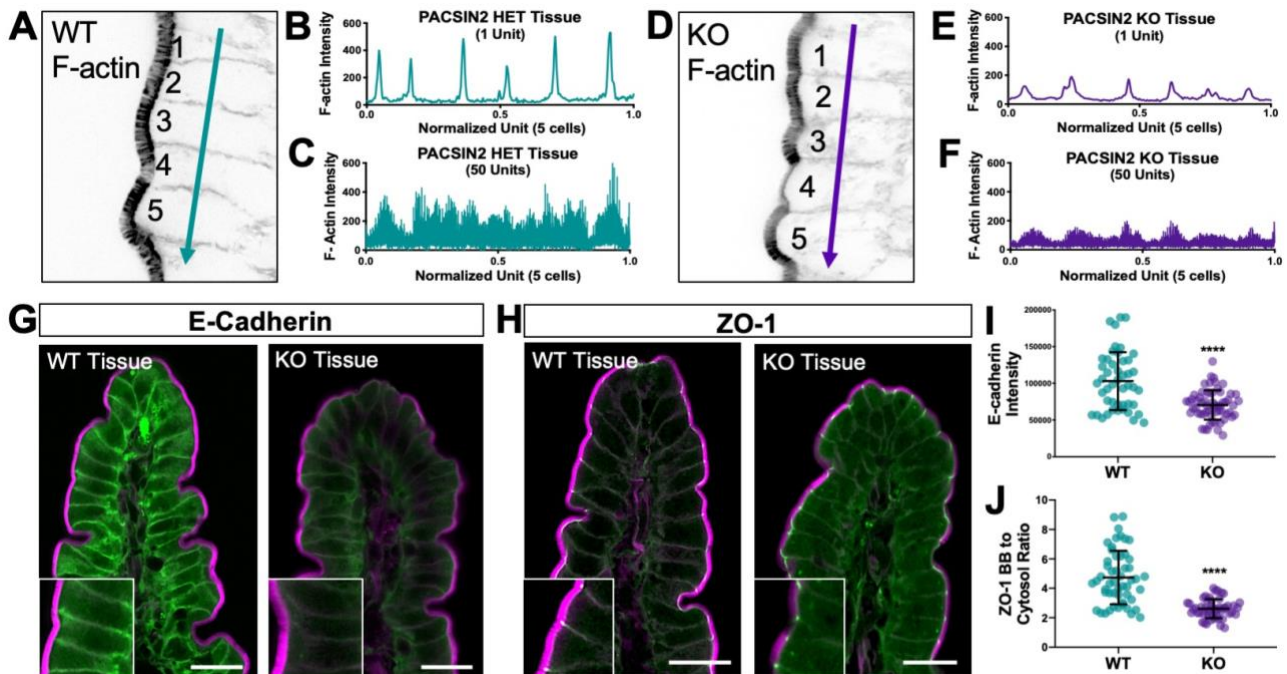 A
WT
F-actin
1
2
3
4
5
B
PACSIN2 HET Tissue
(1 Unit)
F-actin Intensity
600
400
200
0
0.0
0.5
1.0
Normalized Unit (5 cells)
C
PACSIN2 HET Tissue
(50 Units)
F- Actin Intensity
600
400
200
0
0.0
0.5
1.0
Normalized Unit (5 cells)
D
KO
F-actin
1
2
3
4
5
E
PACSIN2 KO Tissue
(1 Unit)
F-actin Intensity
600
400
200
0
0.0
0.5
1.0
Normalized Unit (5 cells)
F
PACSIN2 KO Tissue
(50 Units)
F- Actin Intensity
600
400
200
0
0.0
0.5
1.0
Normalized Unit (5 cells)
G
E-Cadherin
WT Tissue
KO Tissue
H
ZO-1
WT Tissue
KO Tissue
I
E-cadherin
Intensity
200000
150000
100000
50000
0
****
WT
KO
J
ZO-1 BB to
Cytosol Ratio
10
8
6
4
2
0
****
WT
KO